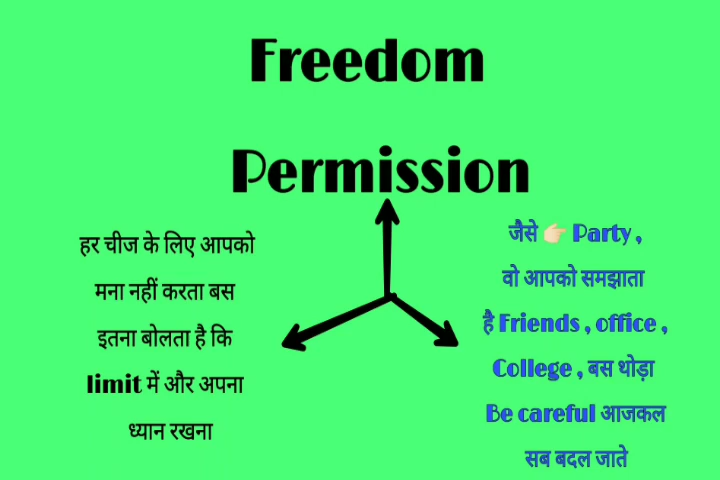 Freedom
Permission
हर चीज के लिए आपको
मना नहीं करता बस
इतना बोलता है कि
limit में और अपना
ध्यान रखना
जैसे 👉🏻 Party ,
वो आपको समझाता
है Friends , office ,
College , बस थोड़ा
Be careful आजकल
सब बदल जाते